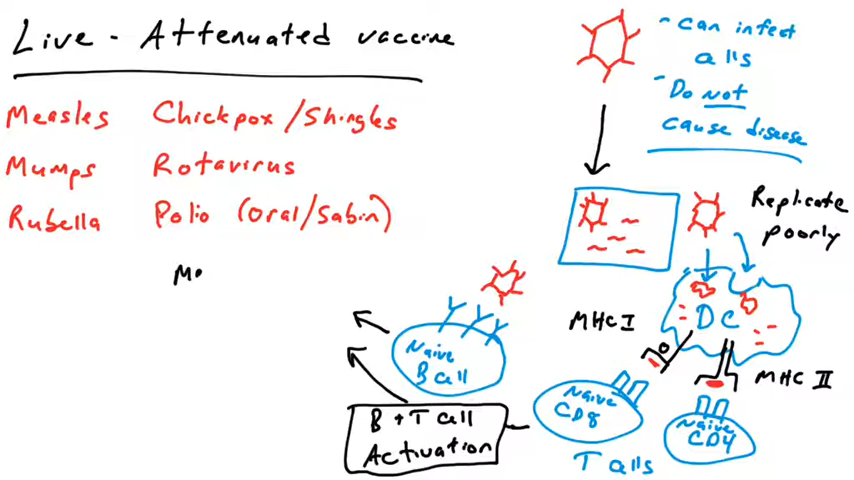 Live - Attenuated vaccine
Measles Chickpox/Shingles
Mumps Rotavirus
Rubella Polio (Oral/Sabin)
- Can infect
cells
- Do not
cause disease
Replicate
poorly
DC
MHC I
MHC II
Naive
B cell
Naive
CD8
Naive
CD4
T cells
B + T cell
Activation